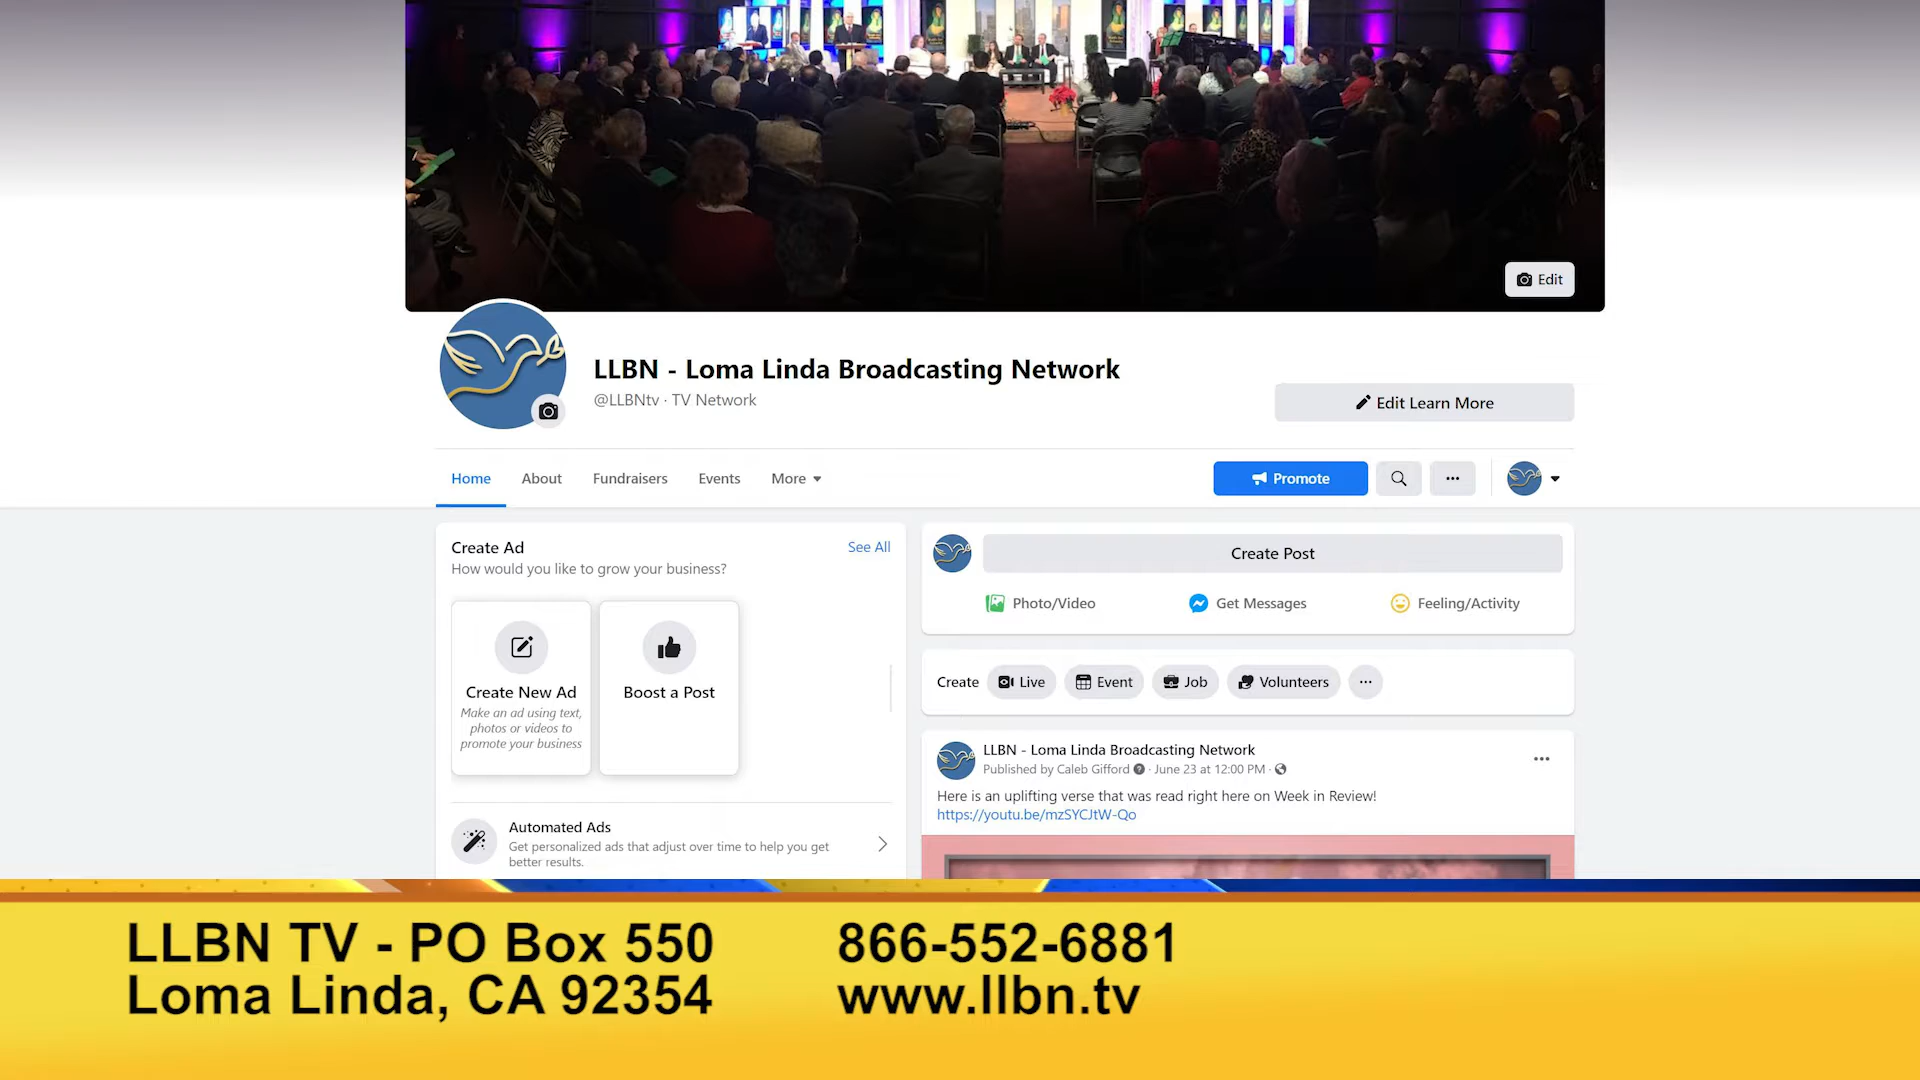 Edit
LLBN - Loma Linda Broadcasting Network
@LLBNtv · TV Network
Edit Learn More
Home
About
Fundraisers
Events
More
Promote
Create Ad
See All
How would you like to grow your business?
Create New Ad
Make an ad using text,
photos or videos to
promote your business
Boost a Post
Automated Ads
Get personalized ads that adjust over time to help you get
better results.
Create Post
Photo/Video
Get Messages
Feeling/Activity
Create
Live
Event
Job
Volunteers
LLBN - Loma Linda Broadcasting Network
Published by Caleb Gifford · June 23 at 12:00 PM ·
Here is an uplifting verse that was read right here on Week in Review!
https://youtu.be/mzSYCJtW-Qo
LLBN TV - PO Box 550
Loma Linda, CA 92354
866-552-6881
www.llbn.tv